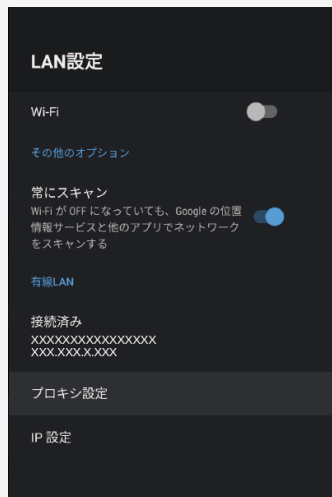 LAN設定
Wi-Fi
その他のオプション
常にスキャン
Wi-Fi が OFF になっていても、Google の位置
情報サービスと他のアプリでネットワーク
をスキャンする
有線LAN
接続済み
XXXXXXXXXXXXXXXX
XXX.XXX.X.XXX
プロキシ設定
IP 設定